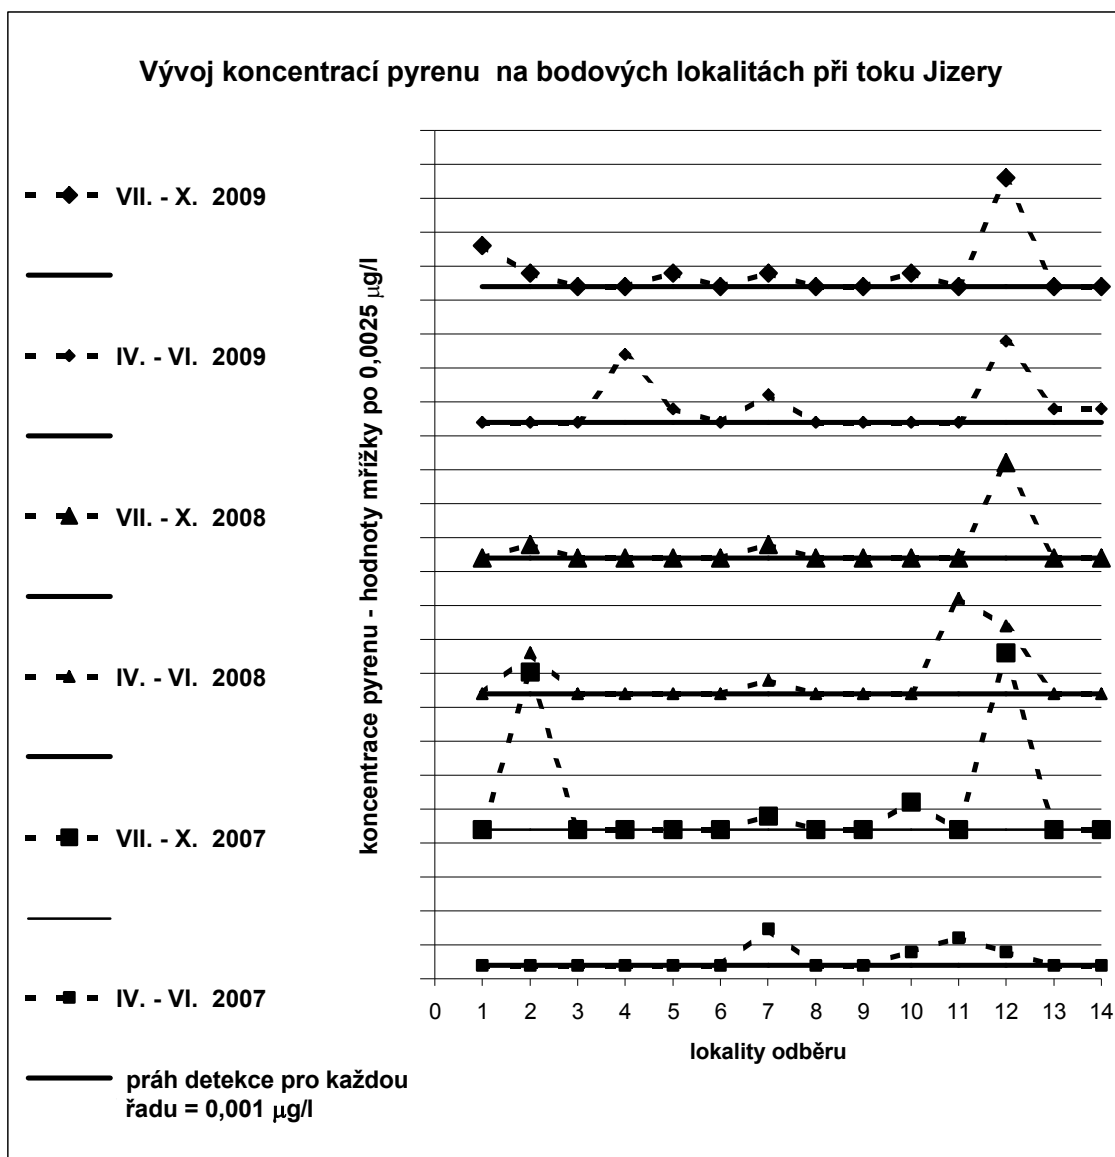 Vývoj koncentrací pyrenu na bodových lokalitách při toku Jizery
VII. - X. 2009
IV. - VI. 2009
VII. - X. 2008
IV. - VI. 2008
VII. - X. 2007
IV. - VI. 2007
práh detekce pro každou
řadu = 0,001 µg/l
koncentrace pyrenu - hodnoty mřížky po 0,0025 µg/l
0 1 2 3 4 5 6 7 8 9 10 11 12 13 14
lokality odběru